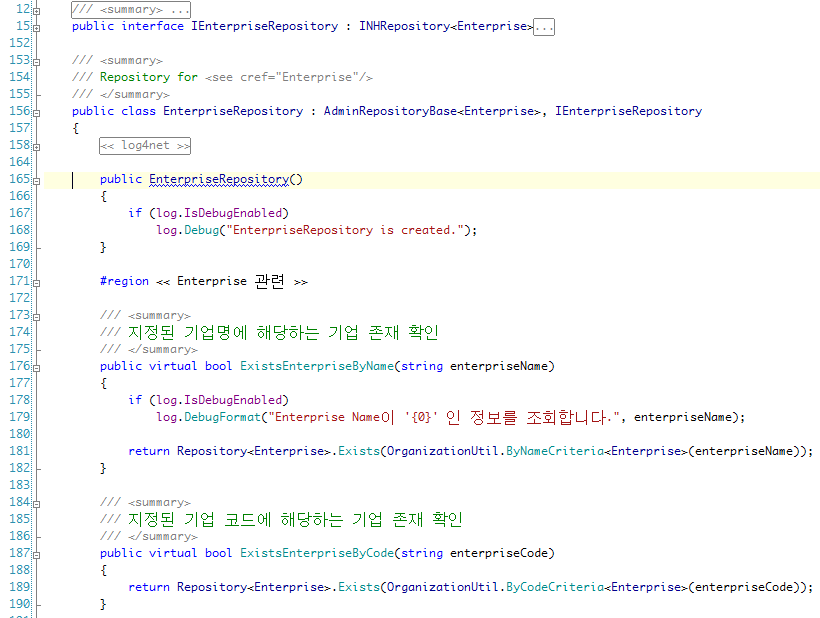 12 /// <summary> ...
15 public interface IEnterpriseRepository : INHRepository<Enterprise>...
152
153 /// <summary>
154 /// Repository for <see cref="Enterprise"/>
155 /// </summary>
156 public class EnterpriseRepository : AdminRepositoryBase<Enterprise>, IEnterpriseRepository
157 {
158 << log4net >>
164
165 public EnterpriseRepository()
166 {
167 if (log.IsDebugEnabled)
168 log.Debug("EnterpriseRepository is created.");
169 }
170
171 #region << Enterprise 관련 >>
172
173 /// <summary>
174 /// 지정된 기업명에 해당하는 기업 존재 확인
175 /// </summary>
176 public virtual bool ExistsEnterpriseByName(string enterpriseName)
177 {
178 if (log.IsDebugEnabled)
179 log.DebugFormat("Enterprise Name이 '{0}' 인 정보를 조회합니다.", enterpriseName);
180
181 return Repository<Enterprise>.Exists(OrganizationUtil.ByNameCriteria<Enterprise>(enterpriseName));
182 }
183
184 /// <summary>
185 /// 지정된 기업 코드에 해당하는 기업 존재 확인
186 /// </summary>
187 public virtual bool ExistsEnterpriseByCode(string enterpriseCode)
188 {
189 return Repository<Enterprise>.Exists(OrganizationUtil.ByCodeCriteria<Enterprise>(enterpriseCode));
190 }